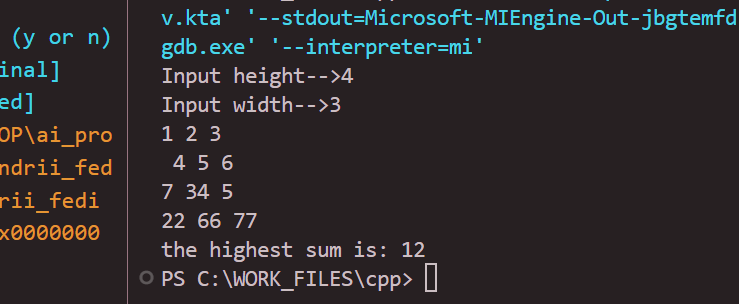 (y or n)
inal]
ed]
OP\ai_pro
ndrii_fed
rii_fedi
x0000000
v.kta' '--stdout=Microsoft-MIEngine-Out-jbgtemfd
gdb.exe' '--interpreter=mi'
Input height-->4
Input width-->3
1 2 3
 4 5 6
7 34 5
22 66 77
the highest sum is: 12
PS C:\WORK_FILES\cpp>